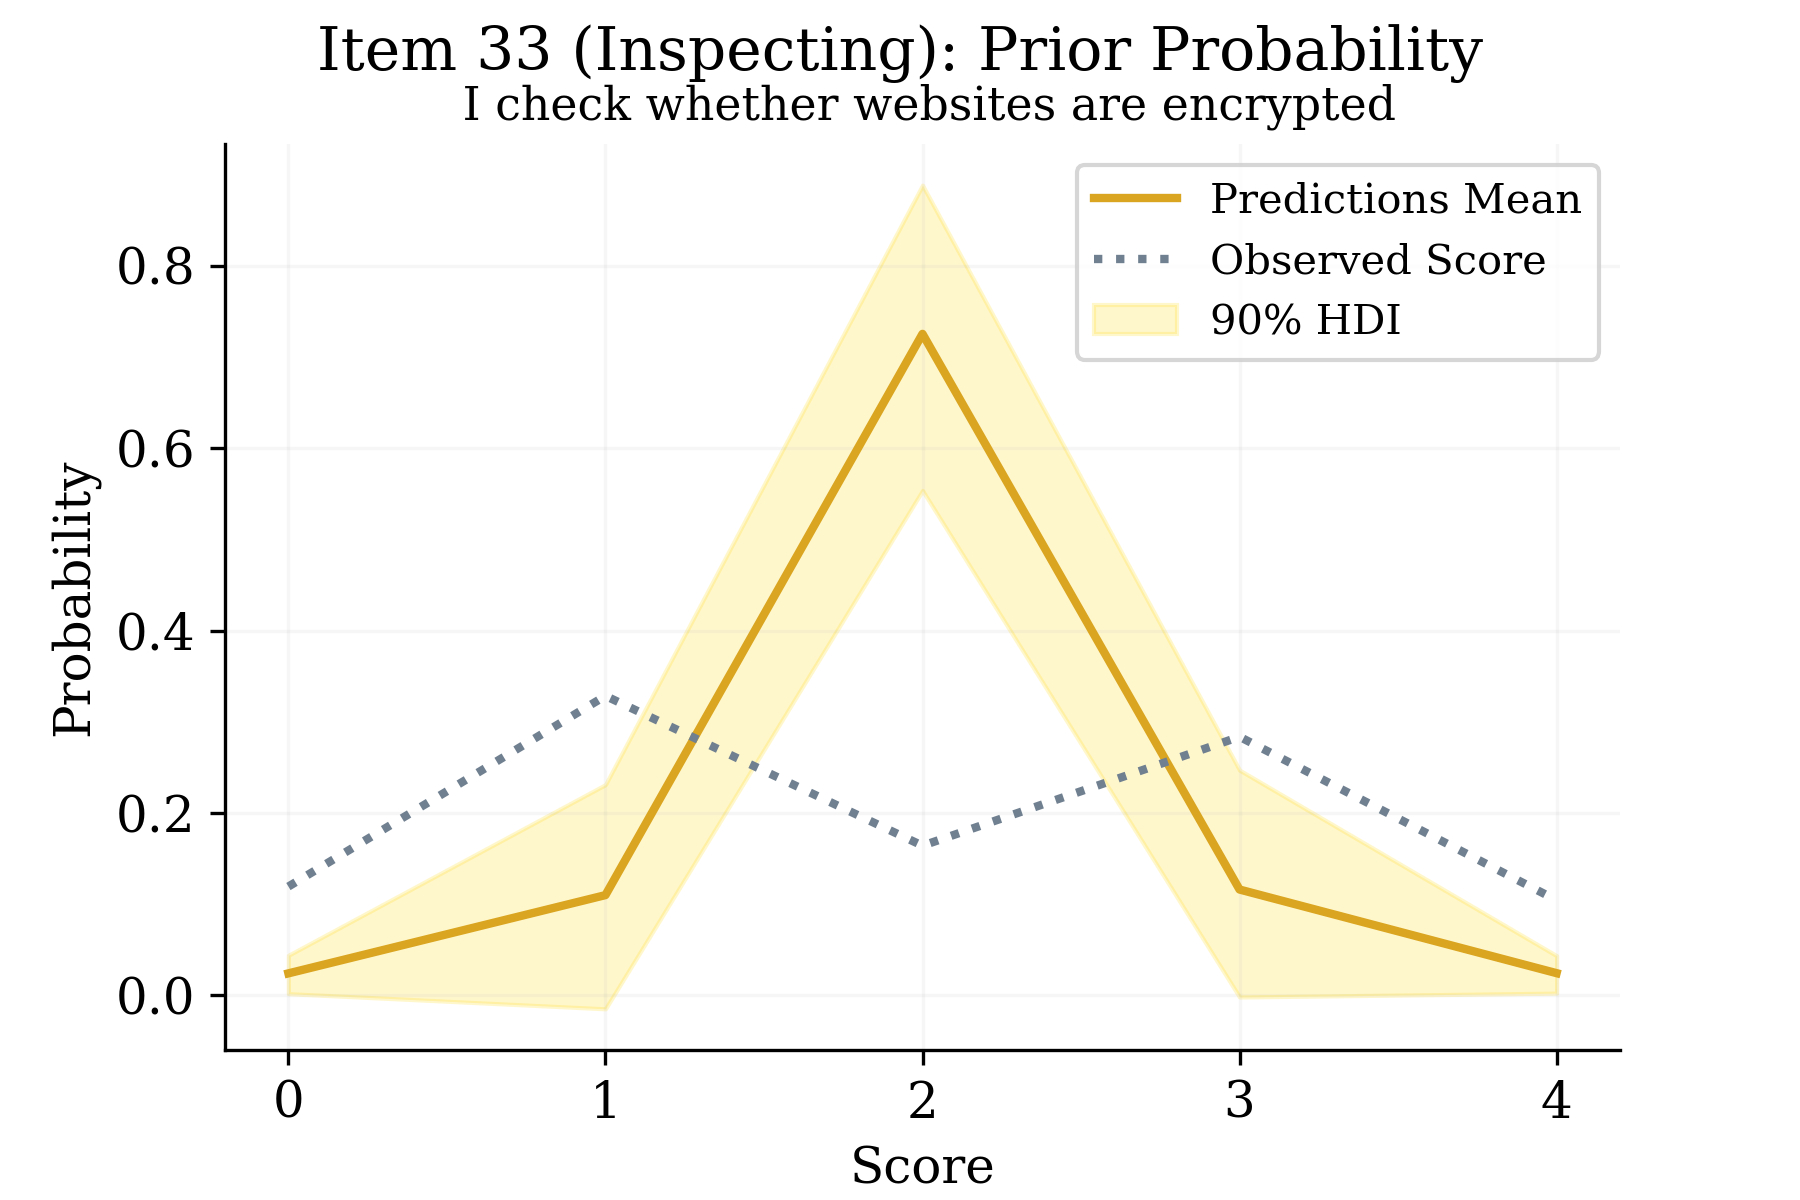 Item 33 (Inspecting): Prior Probability
I check whether websites are encrypted
Predictions Mean
Observed Score
90% HDI
Probability
0.8
0.6
0.4
0.2
0.0
0 1 2 3 4
Score